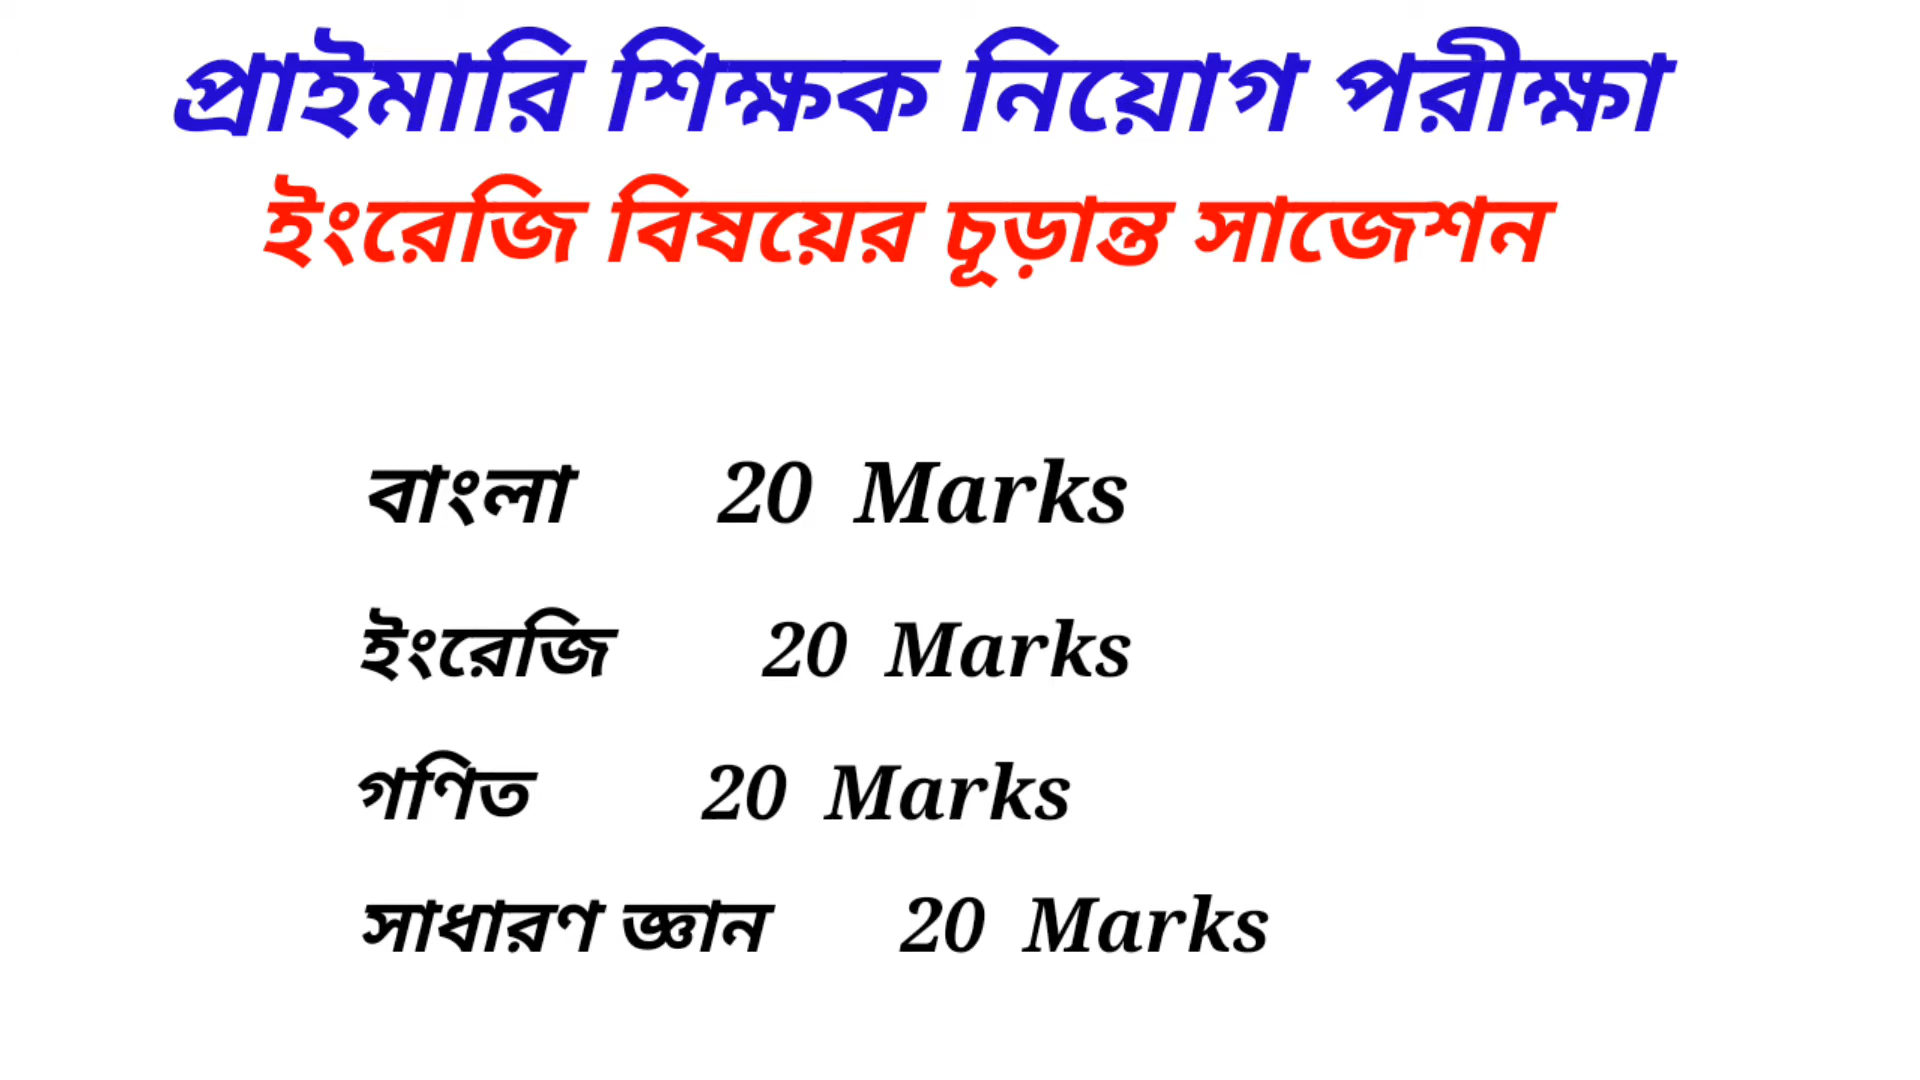 প্রাইমারি শিক্ষক নিয়োগ পরীক্ষা
ইংরেজি বিষয়ের চূড়ান্ত সাজেশন
বাংলা 20 Marks
ইংরেজি 20 Marks
গণিত 20 Marks
সাধারণ জ্ঞান 20 Marks